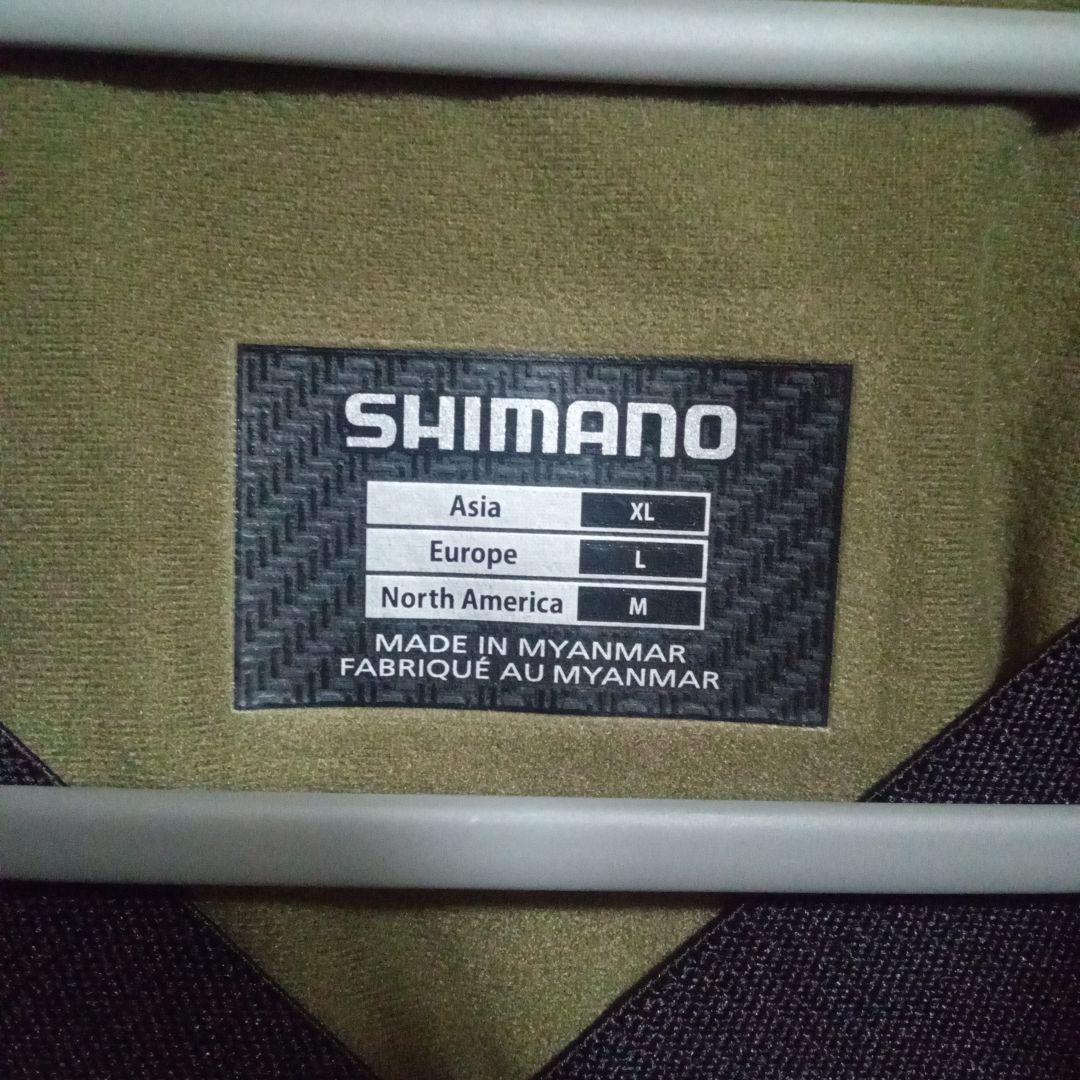 SHIMANO
Asia XL
Europe L
North America M
MADE IN MYANMAR
FABRIQUÉ AU MYANMAR